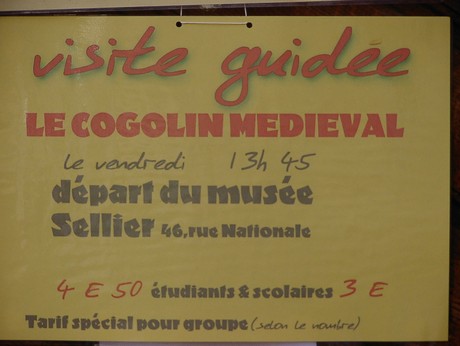 visite guidée
LE COGOLIN MEDIEVAL
le vendredi 13h 45
départ du musée
Sellier 46, rue Nationale
4 E 50 étudiants & scolaires 3 E
Tarif spécial pour groupe (selon le nombre)